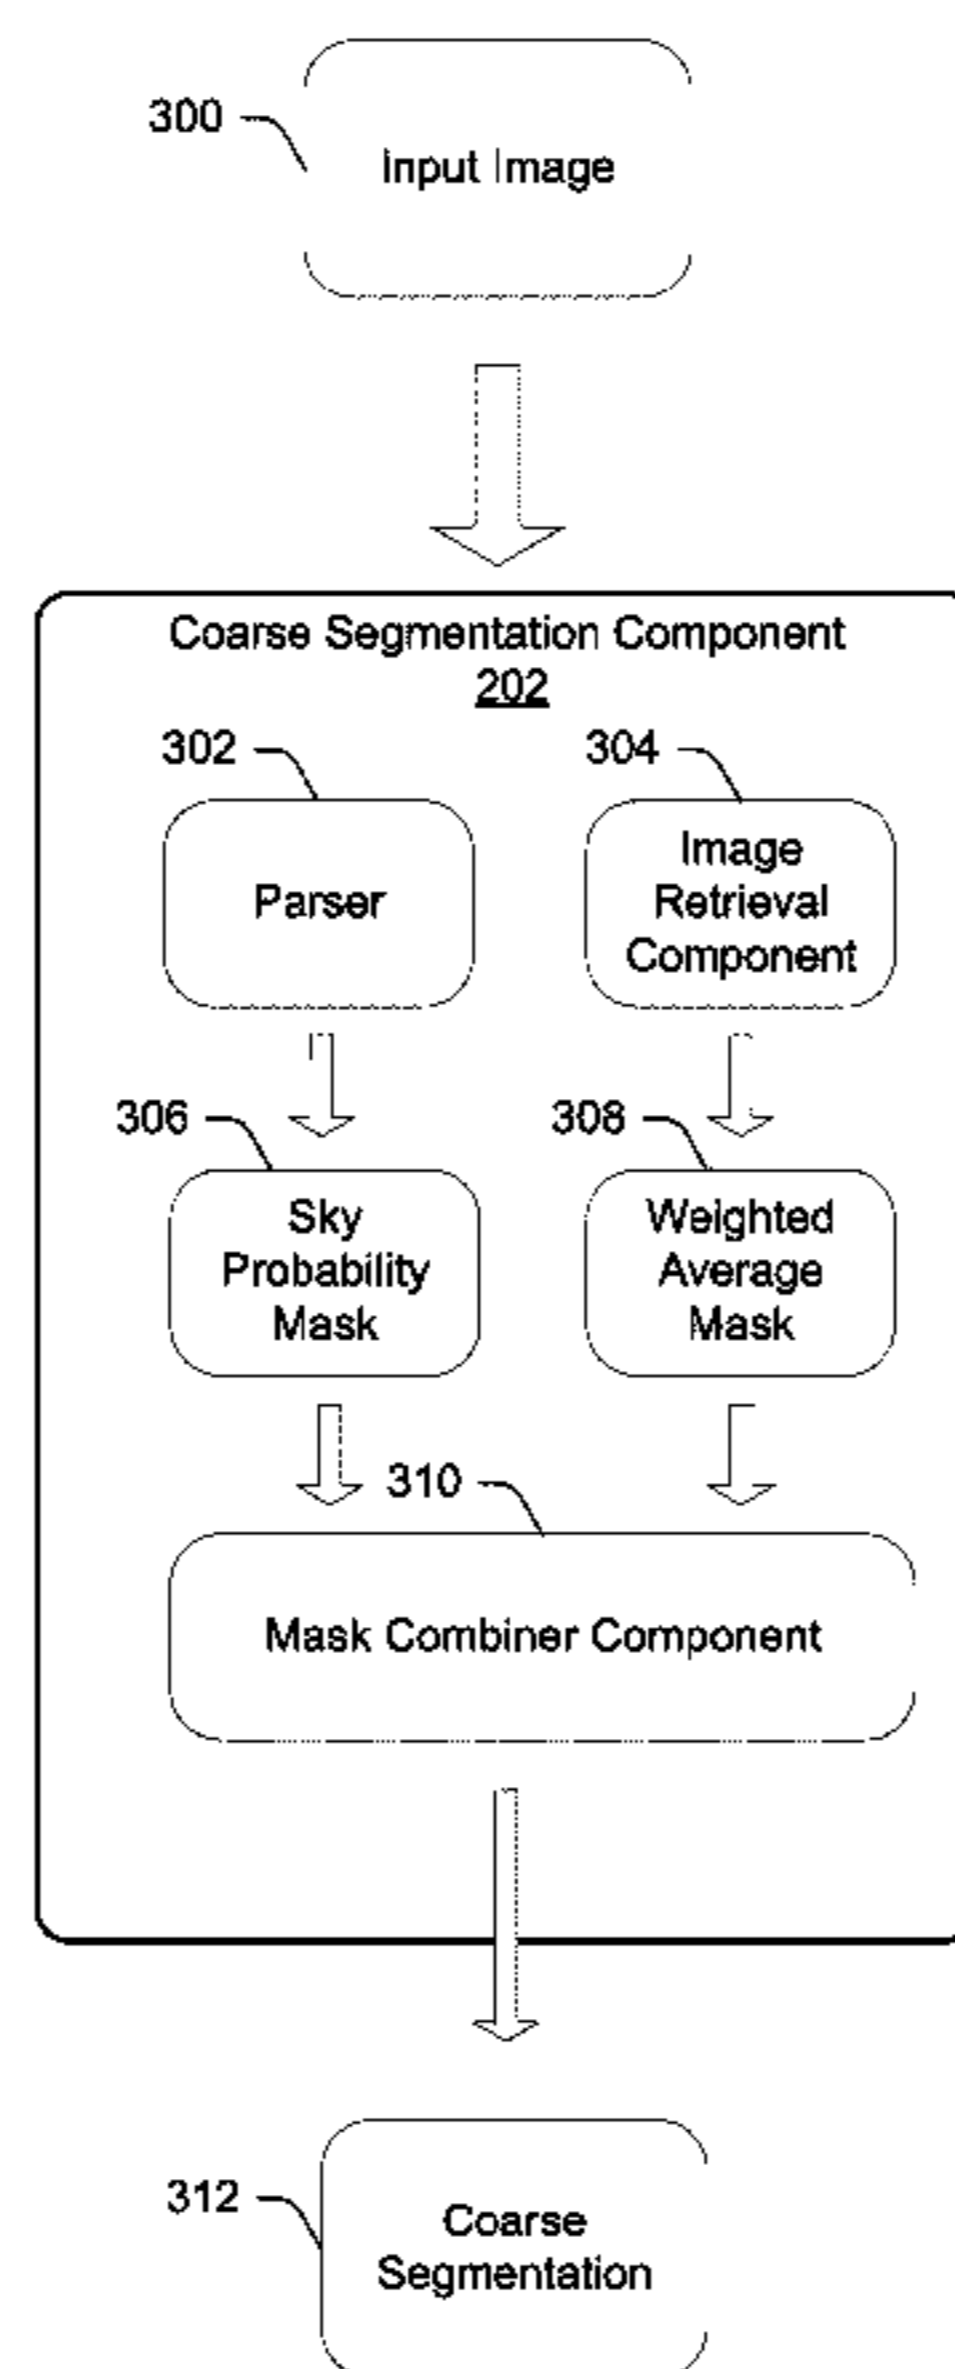 300
Input Image
Coarse Segmentation Component
202
302
304
Parser
Image
Retrieval
Component
306
308
Sky
Probability
Mask
Weighted
Average
Mask
310
Mask Combiner Component
312
Coarse
Segmentation